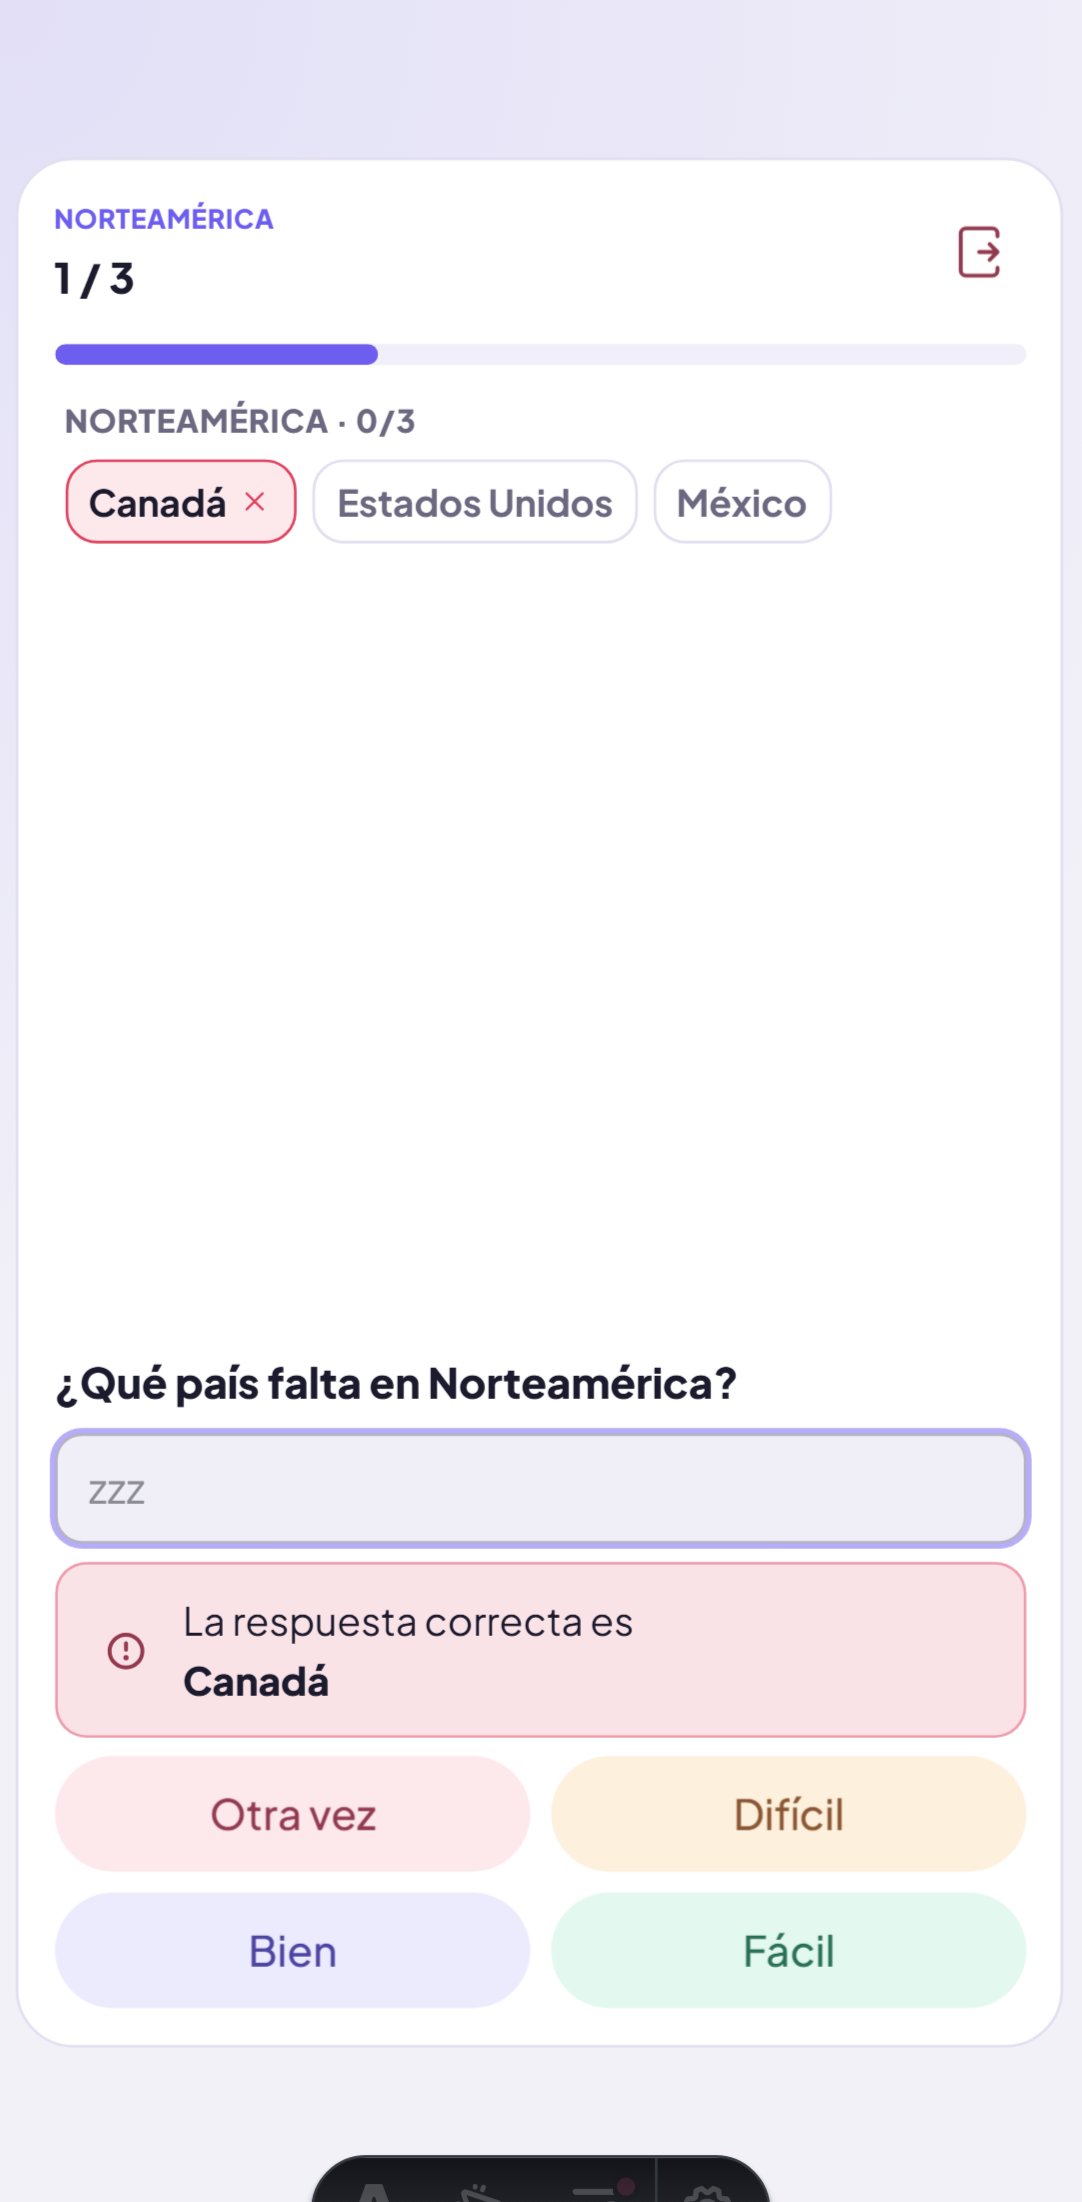 NORTEAMÉRICA
1 / 3
NORTEAMÉRICA · 0/3
Canadá ×
Estados Unidos
México
¿Qué país falta en Norteamérica?
zzz
La respuesta correcta es
Canadá
Otra vez
Difícil
Bien
Fácil